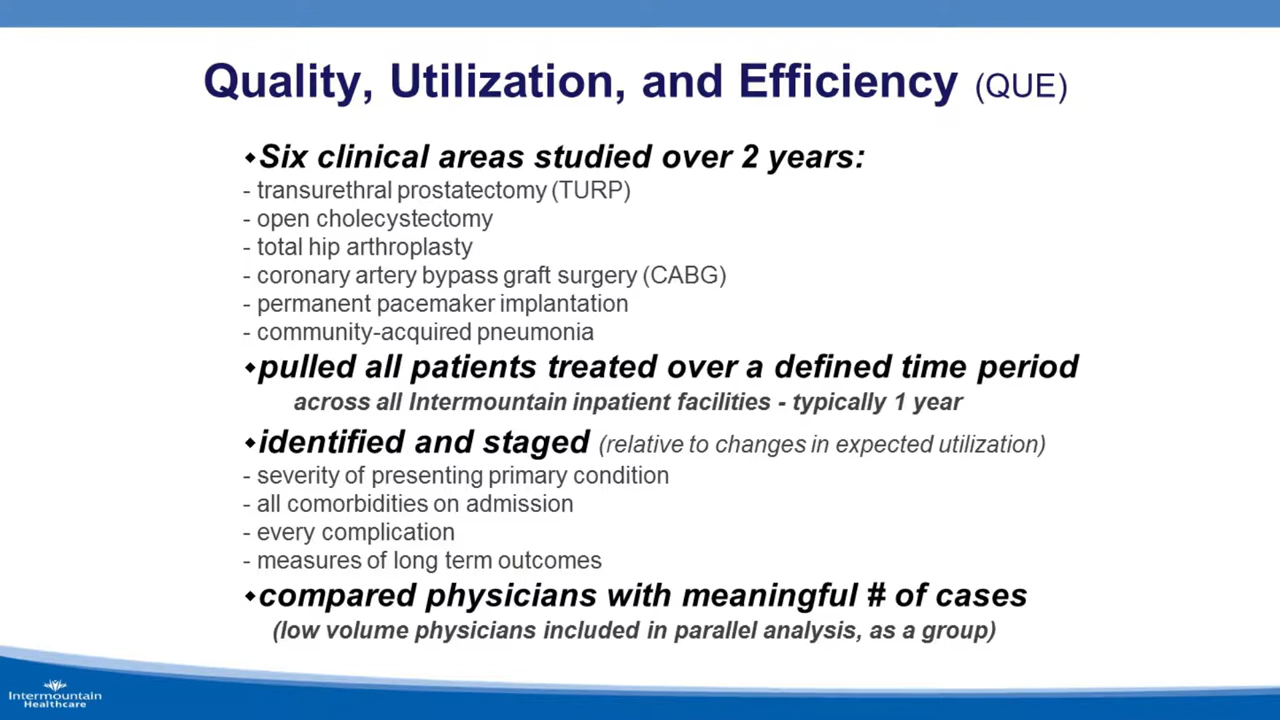 Quality, Utilization, and Efficiency (QUE)
◆Six clinical areas studied over 2 years:
- transurethral prostatectomy (TURP)
- open cholecystectomy
- total hip arthroplasty
- coronary artery bypass graft surgery (CABG)
- permanent pacemaker implantation
- community-acquired pneumonia
◆pulled all patients treated over a defined time period
across all Intermountain inpatient facilities - typically 1 year
◆identified and staged (relative to changes in expected utilization)
- severity of presenting primary condition
- all comorbidities on admission
- every complication
- measures of long term outcomes
◆compared physicians with meaningful # of cases
(low volume physicians included in parallel analysis, as a group)
Intermountain
Healthcare